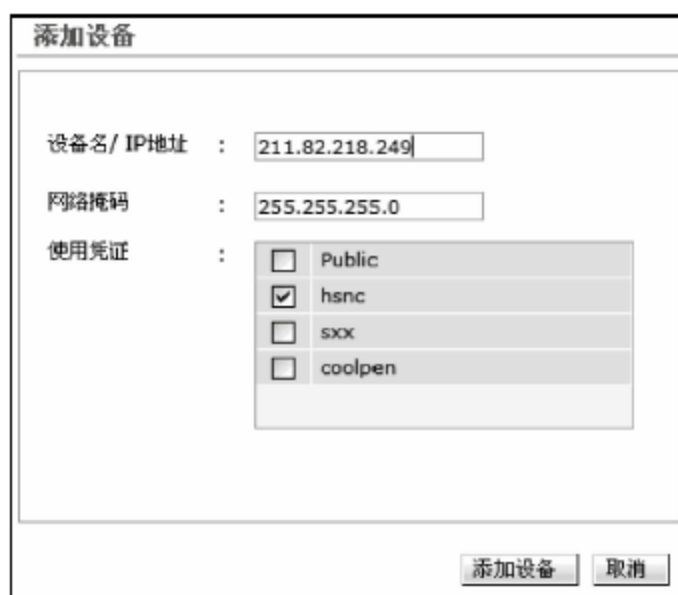 添加设备
设备名/ IP地址 : 211.82.218.249
网络掩码 : 255.255.255.0
使用凭证 :
Public
hsnc
sxx
coolpen
添加设备 取消